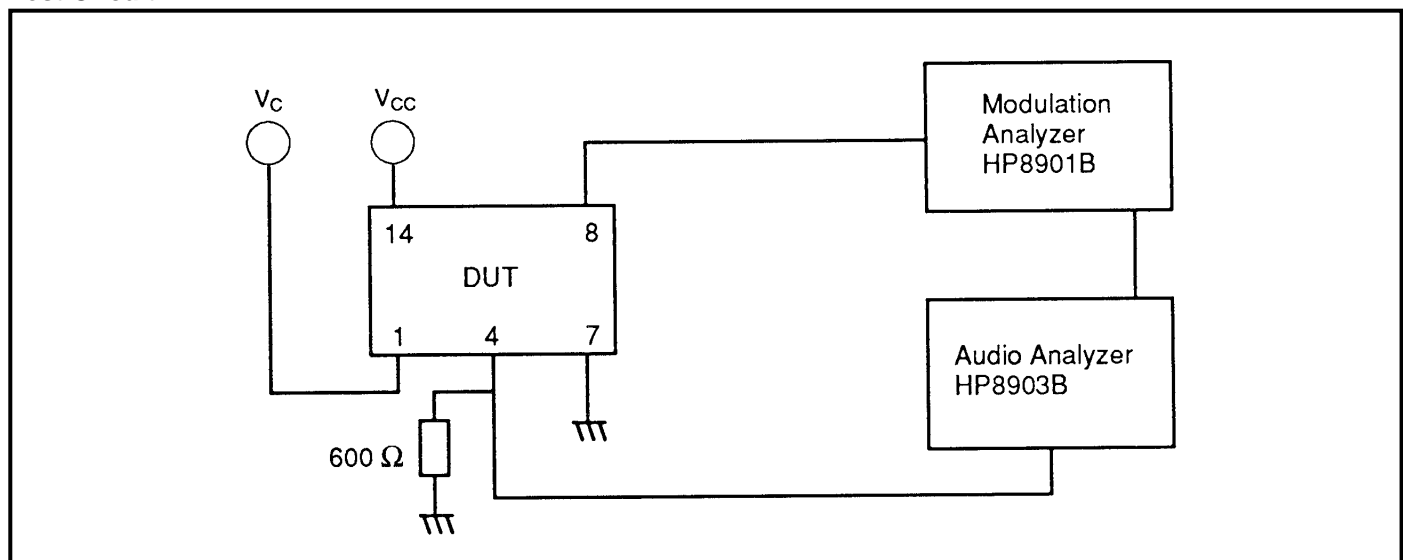 V_C
V_CC
Modulation
Analyzer
HP8901B
14
8
DUT
1
4
7
Audio Analyzer
HP8903B
600 Ω